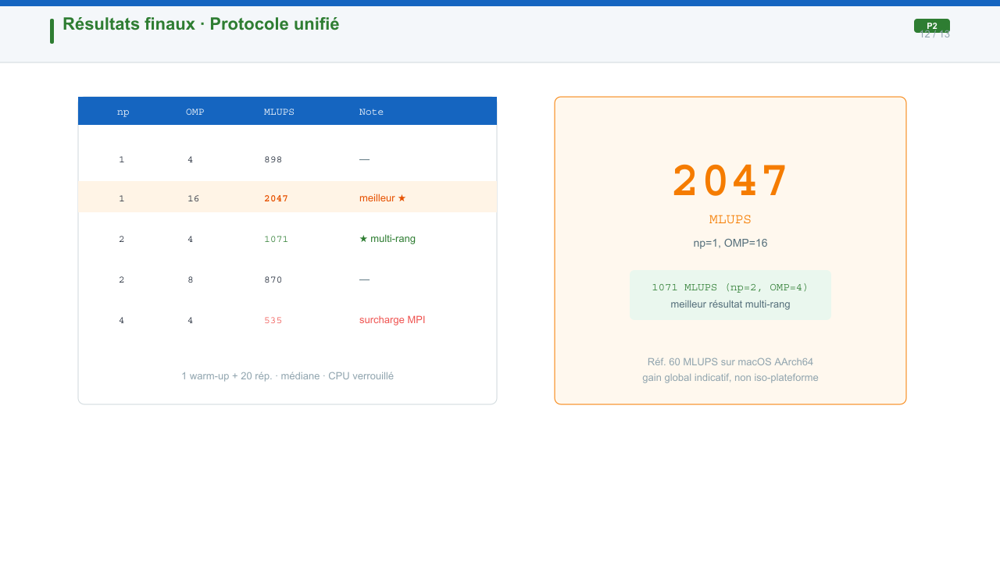 Résultats finaux · Protocole unifié
P2
12 / 13
np OMP MLUPS Note
1 4 898 —
1 16 2047 meilleur ★
2 4 1071 ★ multi-rang
2 8 870 —
4 4 535 surcharge MPI
1 warm-up + 20 rép. · médiane · CPU verrouillé
2047
MLUPS
np=1, OMP=16
1071 MLUPS (np=2, OMP=4)
meilleur résultat multi-rang
Réf. 60 MLUPS sur macOS AArch64
gain global indicatif, non iso-plateforme